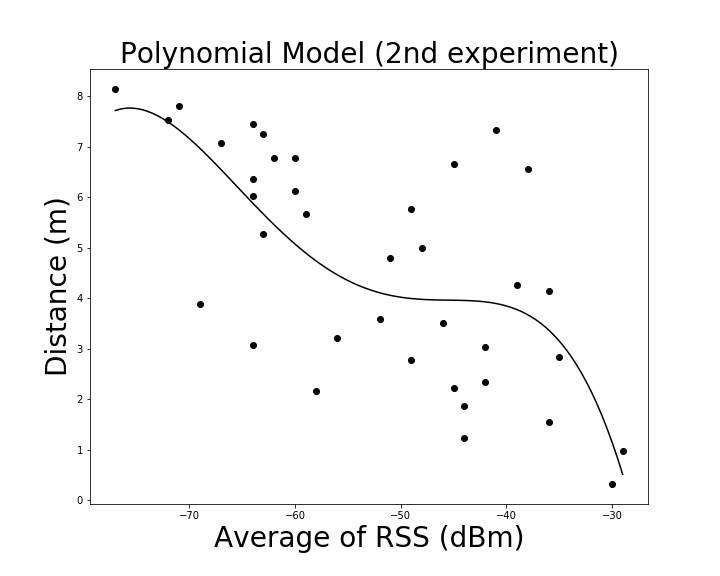 Polynomial Model (2nd experiment)
Distance (m)
8
7
6
5
4
3
2
1
0
−70 −60 −50 −40 −30
Average of RSS (dBm)